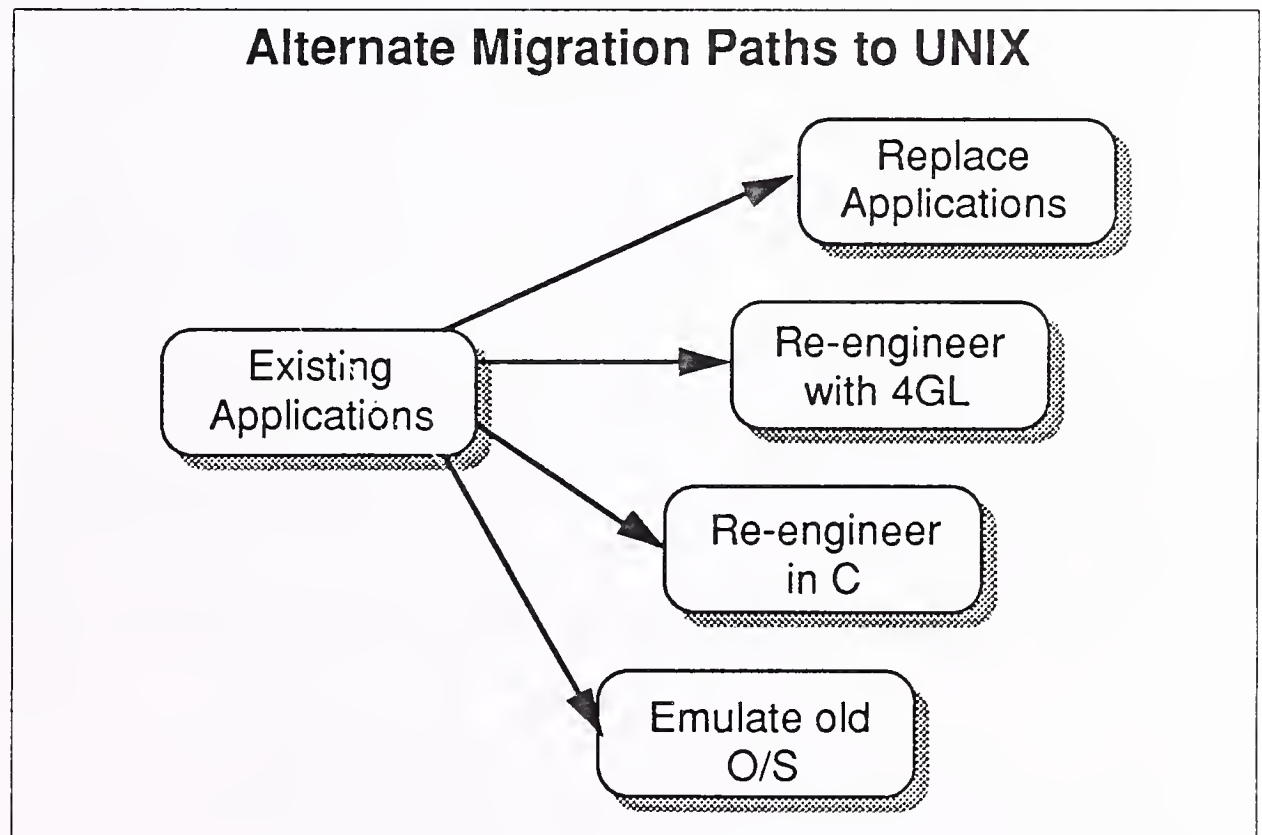 Alternate Migration Paths to UNIX
Replace
Applications
Existing
Applications
Re-engineer
with 4GL
Re-engineer
in C
Emulate old
O/S